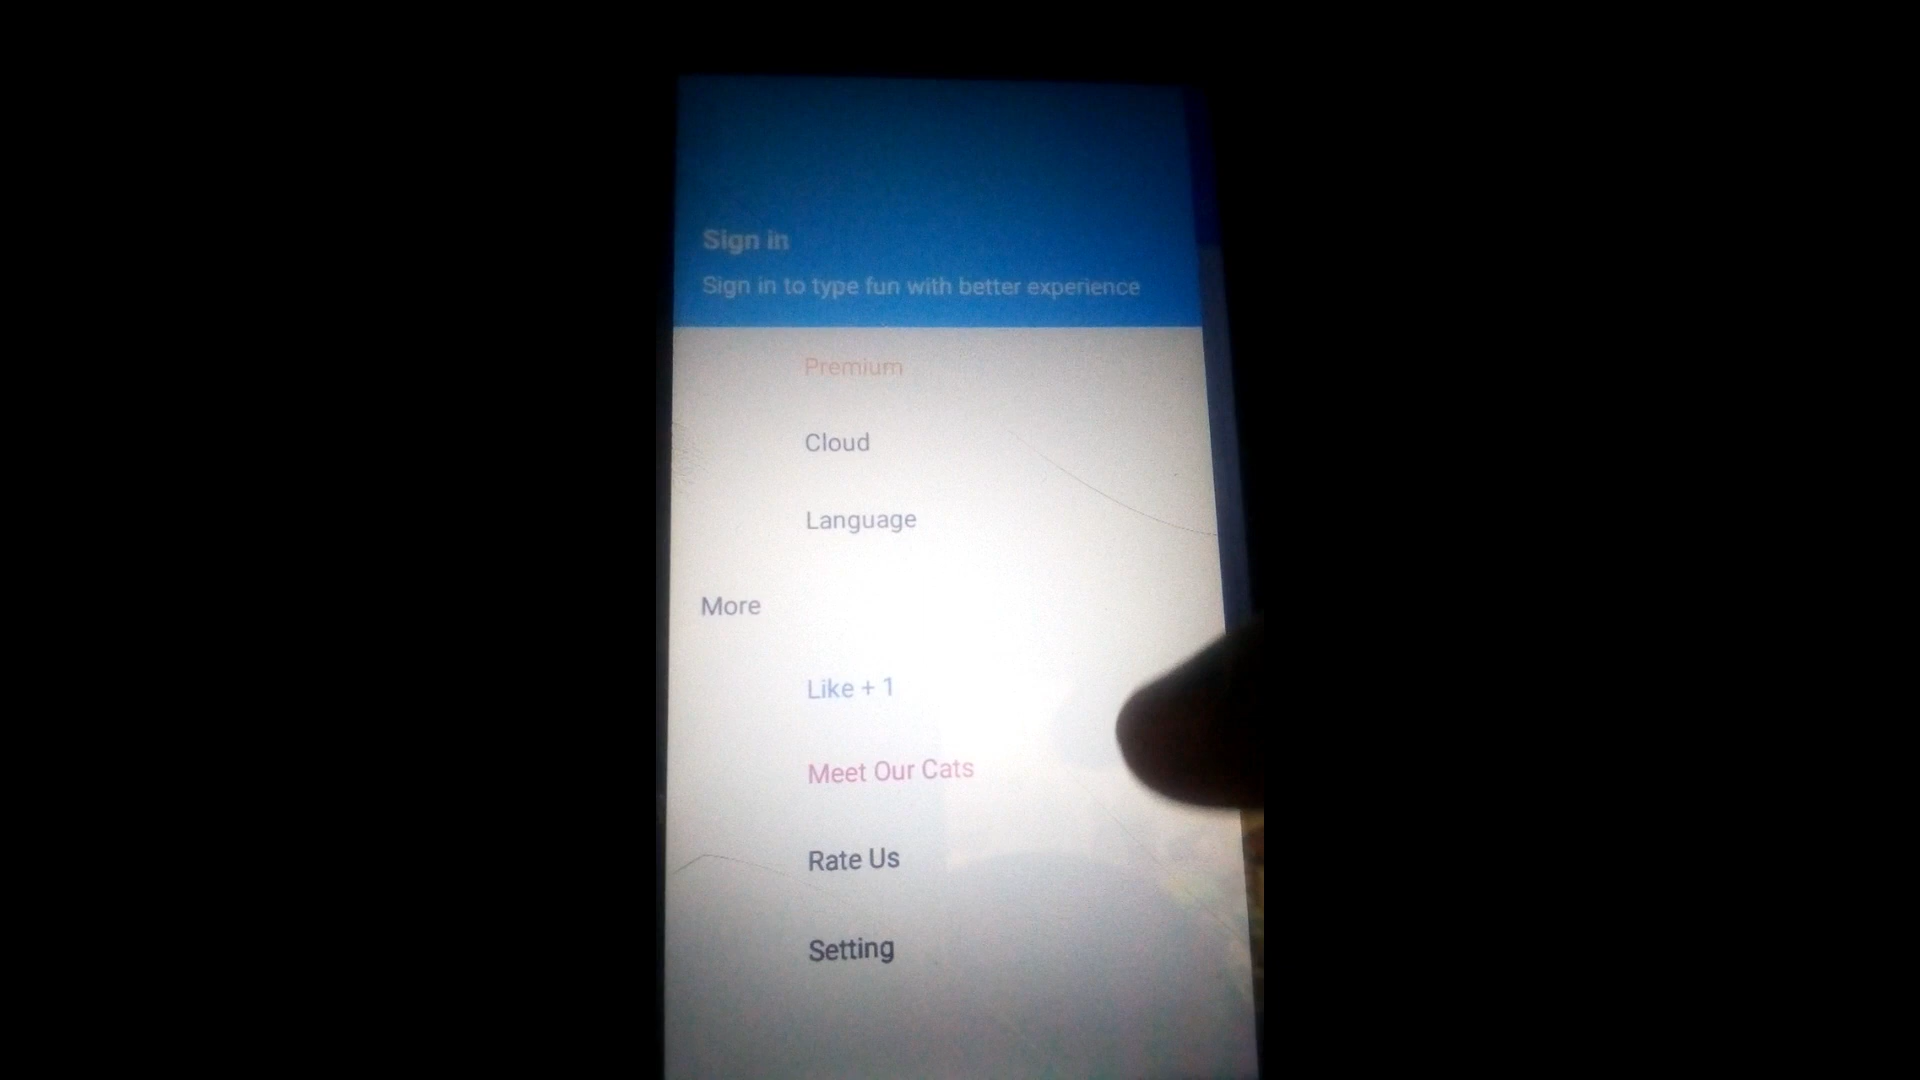 Sign in
Sign in to type fun with better experience
Premium
Cloud
Language
More
Like + 1
Meet Our Cats
Rate Us
Setting